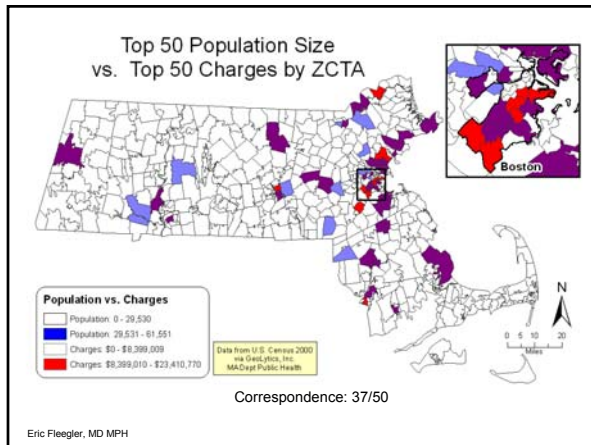 Top 50 Population Size
vs. Top 50 Charges by ZCTA
Boston
Population vs. Charges
Population: 0 - 29,530
Population: 29,531 - 61,551
Charges: $0 - $8,399,009
Charges: $8,399,010 - $23,410,770
Data from U.S. Census 2000
via GeoLytics, Inc.
MA Dept Public Health
N
0 5 10 20
Miles
Correspondence: 37/50
Eric Fleegler, MD MPH